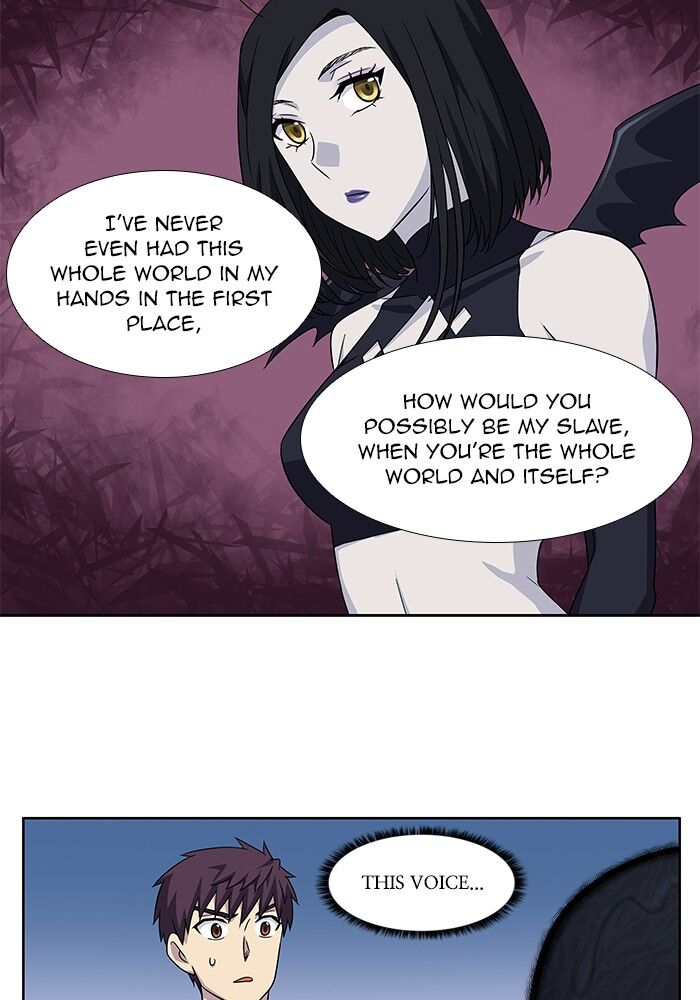 I'VE NEVER
EVEN HAD THIS
WHOLE WORLD IN MY
HANDS IN THE FIRST
PLACE,
HOW WOULD YOU
POSSIBLY BE MY SLAVE,
WHEN YOU'RE THE WHOLE
WORLD AND ITSELF?
THIS VOICE...